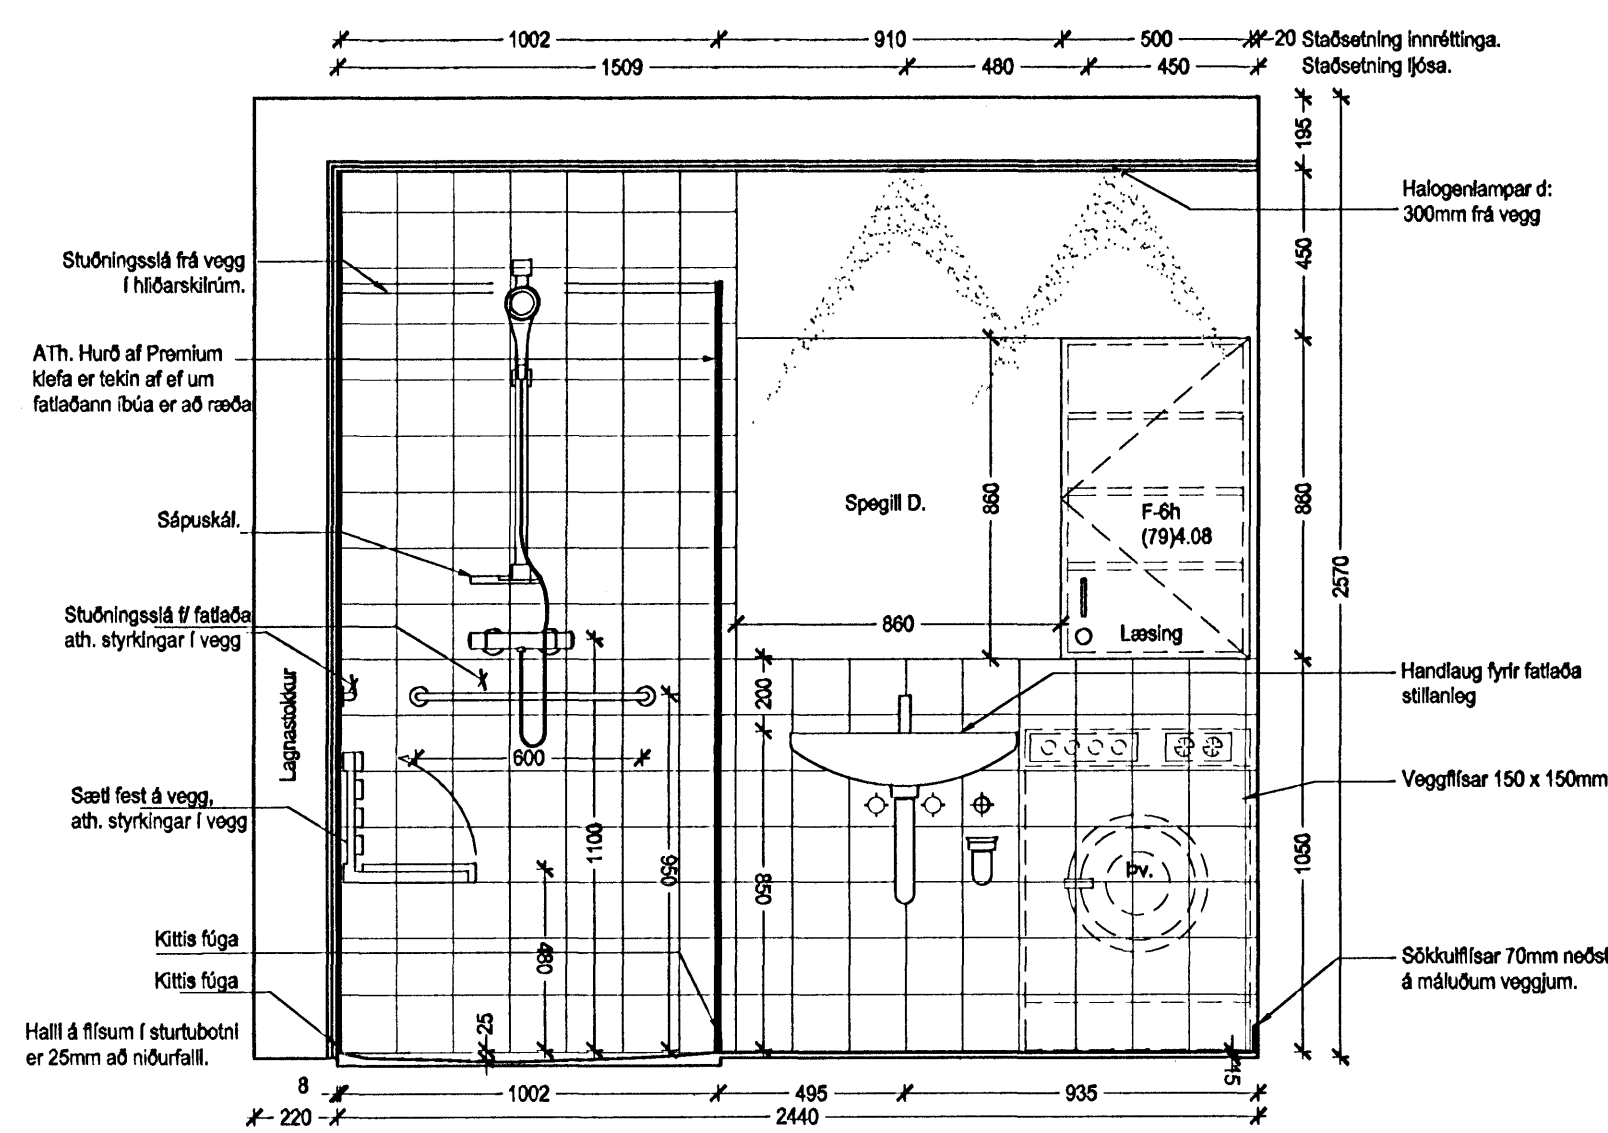 1002 910 500 20 Staðsetning innréttinga.
1509 480 450 Staðsetning ljósa.
195
Halogenlampar d:
300mm frá vegg
450
Stuðningsslá frá vegg
í hliðarskilrúm.
ATh. Hurð af Premium
klefa er tekin af ef um
fatlaðann íbúa er að ræða
Spegill D.
860
F-6h
(79)4.08
860
2570
Sápuskál.
Stuðningsslá f/ fatlaða
ath. styrkingar í vegg
860
Læsing
Handlaug fyrir fatlaða
stillanleg
200
Lagnastokkur
600
Veggflísar 150 x 150mm
Sæti fest á vegg,
ath. styrkingar í vegg
1100
950
850
1050
Þv.
Kittis fúga
480
Kittis fúga
Sökkulflísar 70mm neðst
á máluðum veggjum.
Halli á flísum í sturtubotni
er 25mm að niðurfalli.
25
15
8 1002 495 935
220 2440